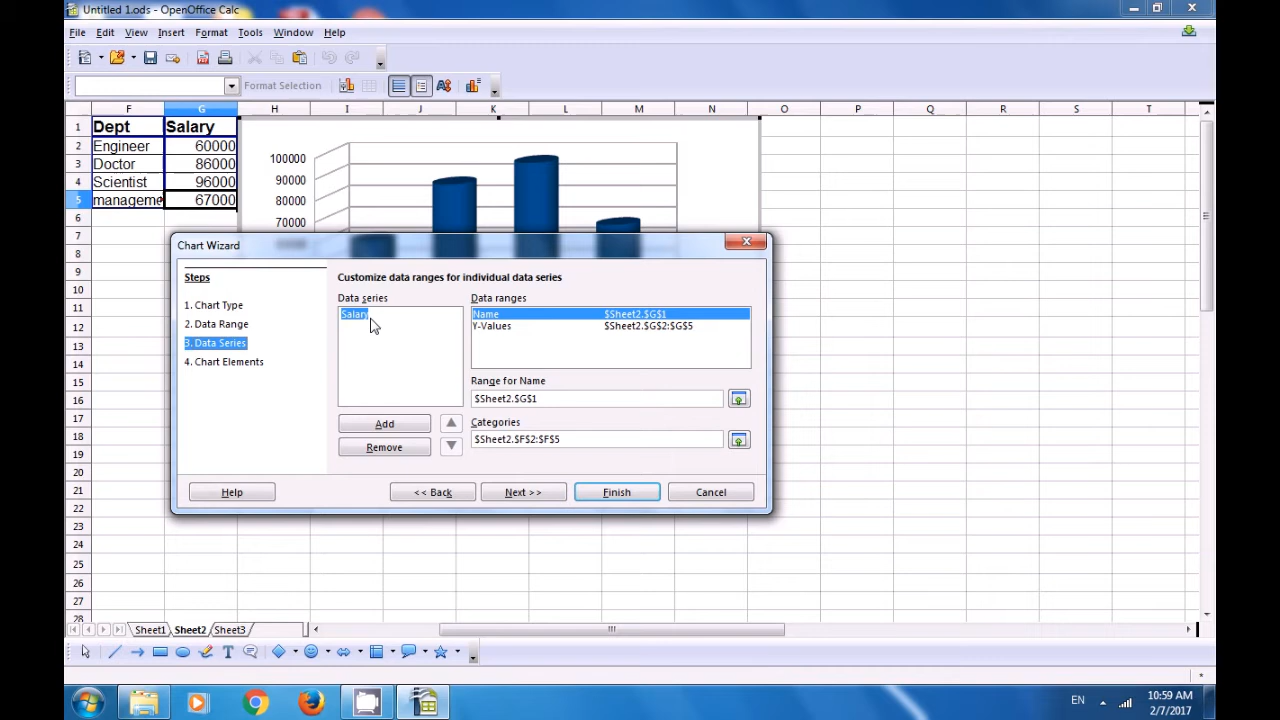 Untitled 1.ods - OpenOffice Calc
File Edit View Insert Format Tools Window Help
Format Selection
F G H I J K L M N O P Q R S T
1 Dept Salary
2 Engineer 60000
3 Doctor 86000
4 Scientist 96000
5 manageme 67000
6
7
8
9
10
11
12
13
14
15
16
17
18
19
20
21
22
23
24
25
26
27
28
100000
90000
80000
70000
Chart Wizard
Steps
1. Chart Type
2. Data Range
3. Data Series
4. Chart Elements
Customize data ranges for individual data series
Data series
Salary
Add
Remove
Data ranges
Name $Sheet2.$G$1
Y-Values $Sheet2.$G$2:$G$5
Range for Name
$Sheet2.$G$1
Categories
$Sheet2.$F$2:$F$5
Help << Back Next >> Finish Cancel
Sheet1 Sheet2 Sheet3
EN
10:59 AM
2/7/2017